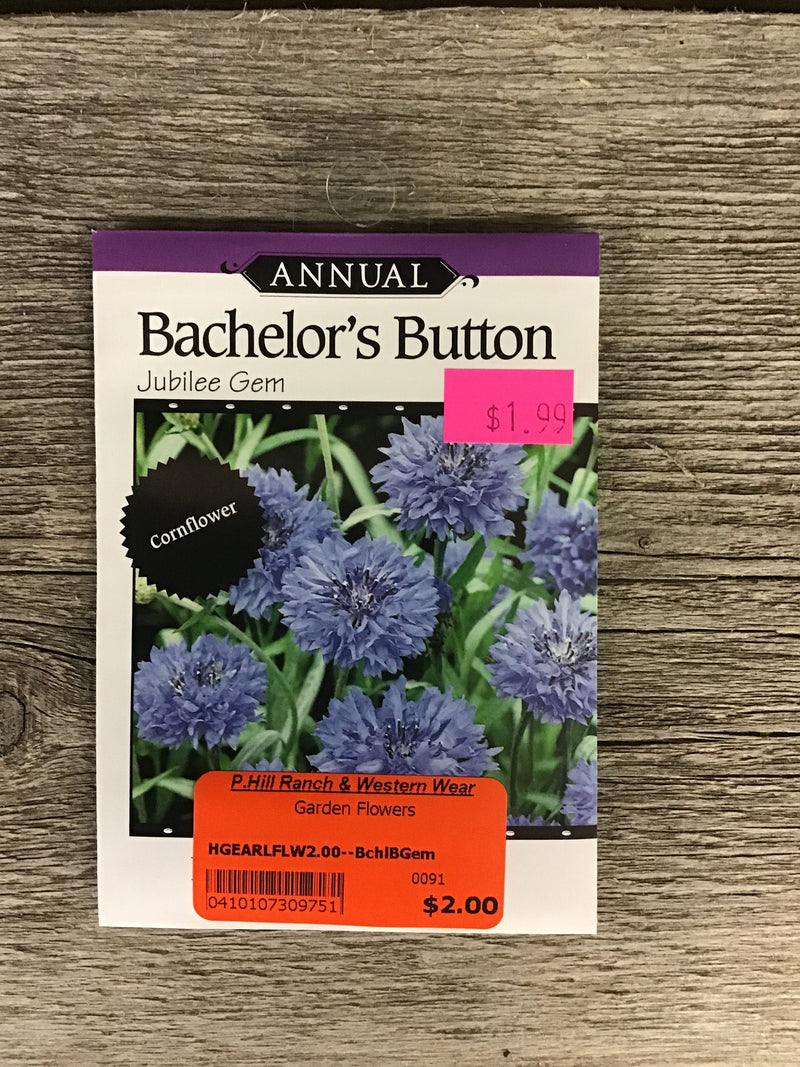 ANNUAL
Bachelor's Button
Jubilee Gem
$1.99
Cornflower
P.Hill Ranch & Western Wear
Garden Flowers
HGEARLFLW2.00--BchlBGem
0091
0410107309751
$2.00